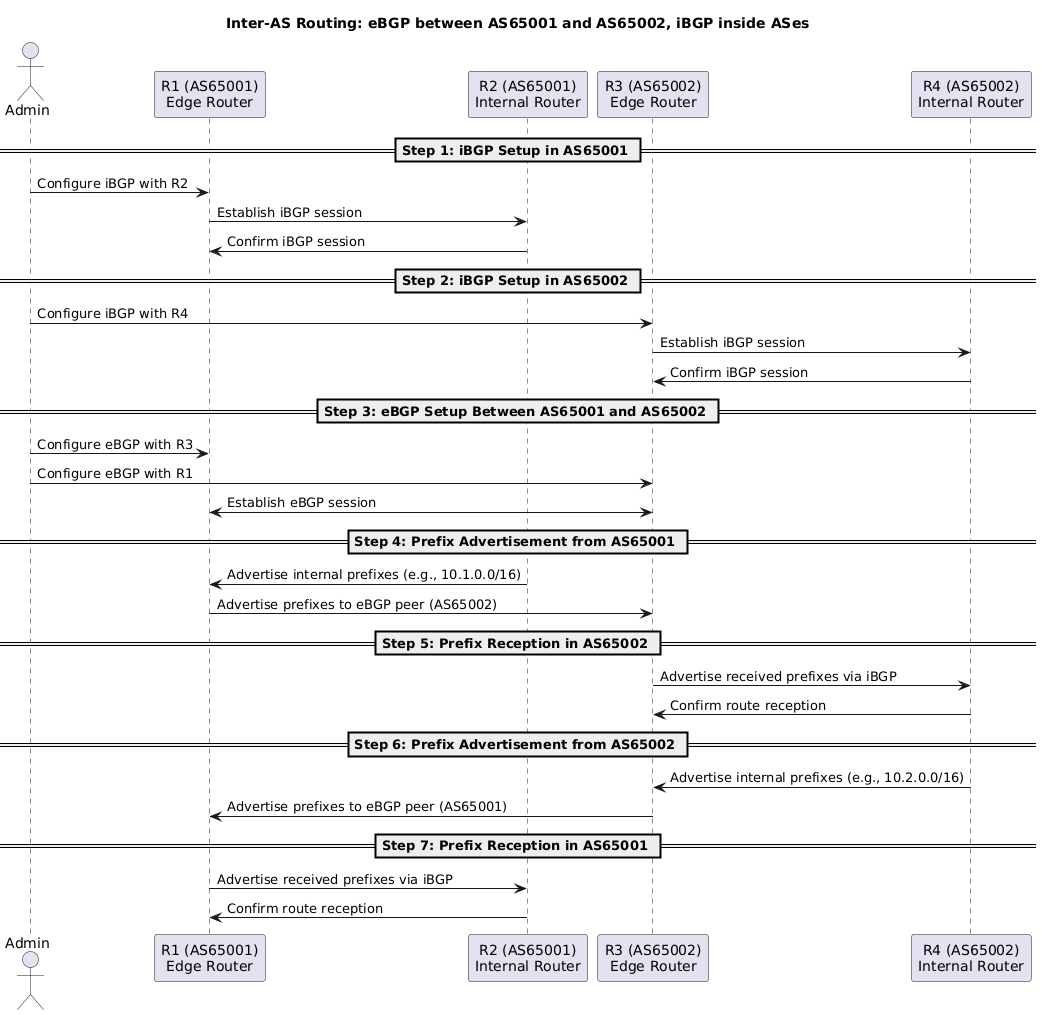 Inter-AS Routing: eBGP between AS65001 and AS65002, iBGP inside ASes
Admin
R1 (AS65001)
Edge Router
R2 (AS65001)
Internal Router
R3 (AS65002)
Edge Router
R4 (AS65002)
Internal Router
Step 1: iBGP Setup in AS65001
Configure iBGP with R2
Establish iBGP session
Confirm iBGP session
Step 2: iBGP Setup in AS65002
Configure iBGP with R4
Establish iBGP session
Confirm iBGP session
Step 3: eBGP Setup Between AS65001 and AS65002
Configure eBGP with R3
Configure eBGP with R1
Establish eBGP session
Step 4: Prefix Advertisement from AS65001
Advertise internal prefixes (e.g., 10.1.0.0/16)
Advertise prefixes to eBGP peer (AS65002)
Step 5: Prefix Reception in AS65002
Advertise received prefixes via iBGP
Confirm route reception
Step 6: Prefix Advertisement from AS65002
Advertise internal prefixes (e.g., 10.2.0.0/16)
Advertise prefixes to eBGP peer (AS65001)
Step 7: Prefix Reception in AS65001
Advertise received prefixes via iBGP
Confirm route reception
Admin
R1 (AS65001)
Edge Router
R2 (AS65001)
Internal Router
R3 (AS65002)
Edge Router
R4 (AS65002)
Internal Router